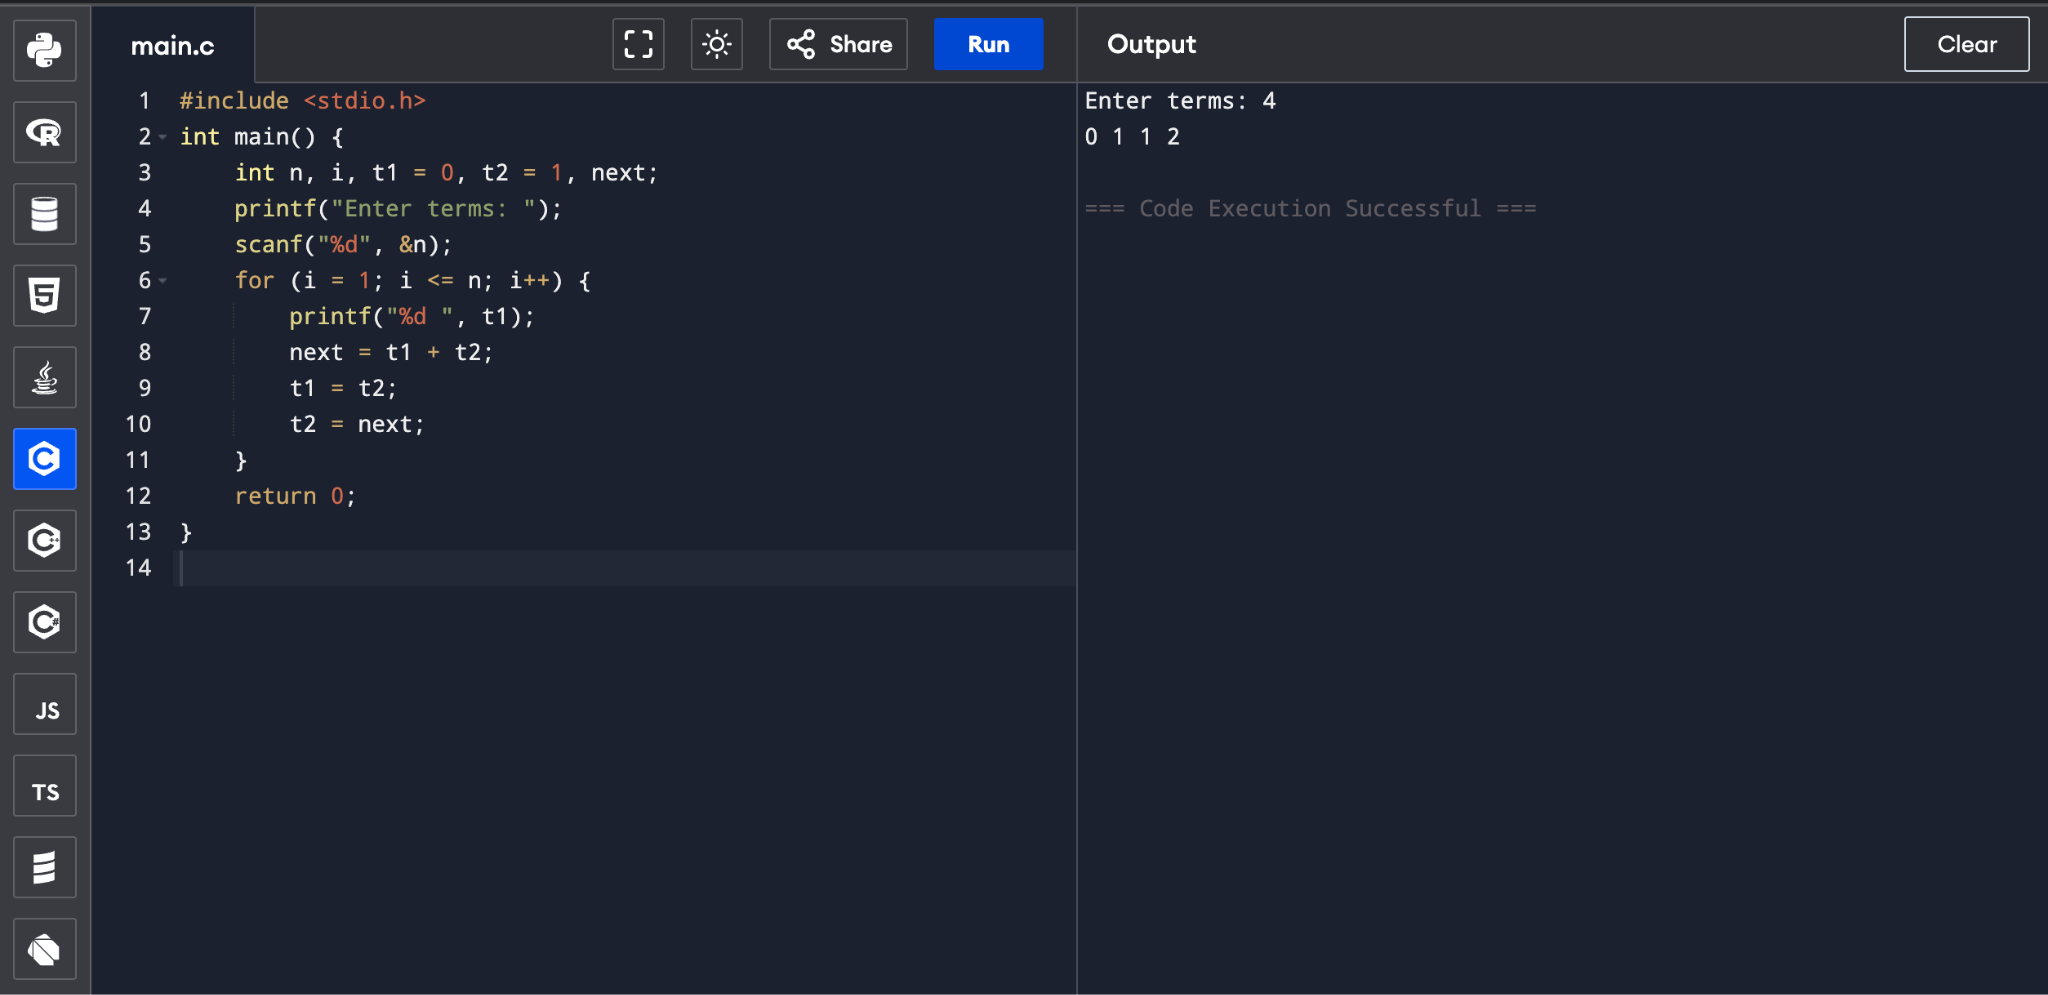 main.c
Share
Run
Output
Clear
1 #include <stdio.h>
2 int main() {
3     int n, i, t1 = 0, t2 = 1, next;
4     printf("Enter terms: ");
5     scanf("%d", &n);
6     for (i = 1; i <= n; i++) {
7         printf("%d ", t1);
8         next = t1 + t2;
9         t1 = t2;
10         t2 = next;
11     }
12     return 0;
13 }
14
Enter terms: 4
0 1 1 2
=== Code Execution Successful ===
R
5
C
C++
C#
JS
TS